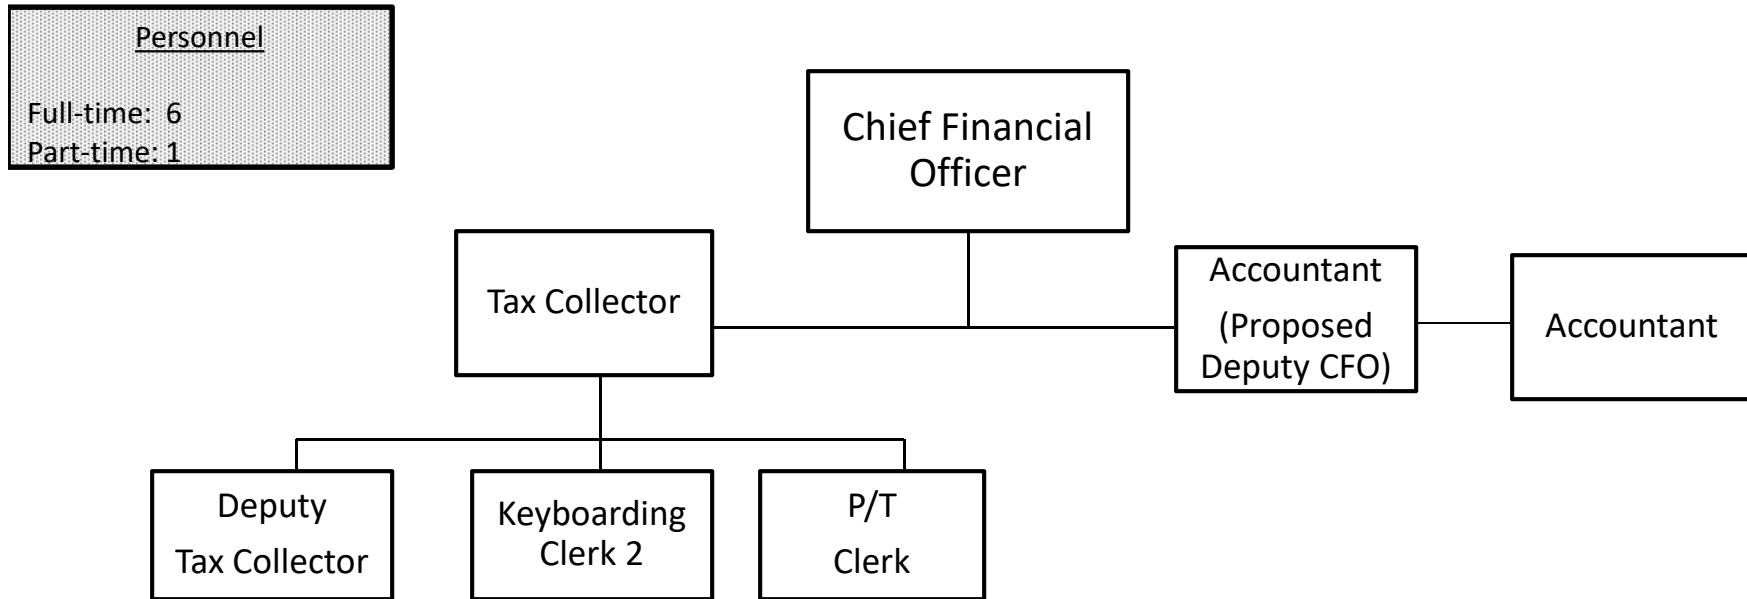 Personnel
Full-time: 6
Part-time: 1
Chief Financial
Officer
Tax Collector
Accountant
(Proposed
Deputy CFO)
Accountant
Deputy
Tax Collector
Keyboarding
Clerk 2
P/T
Clerk